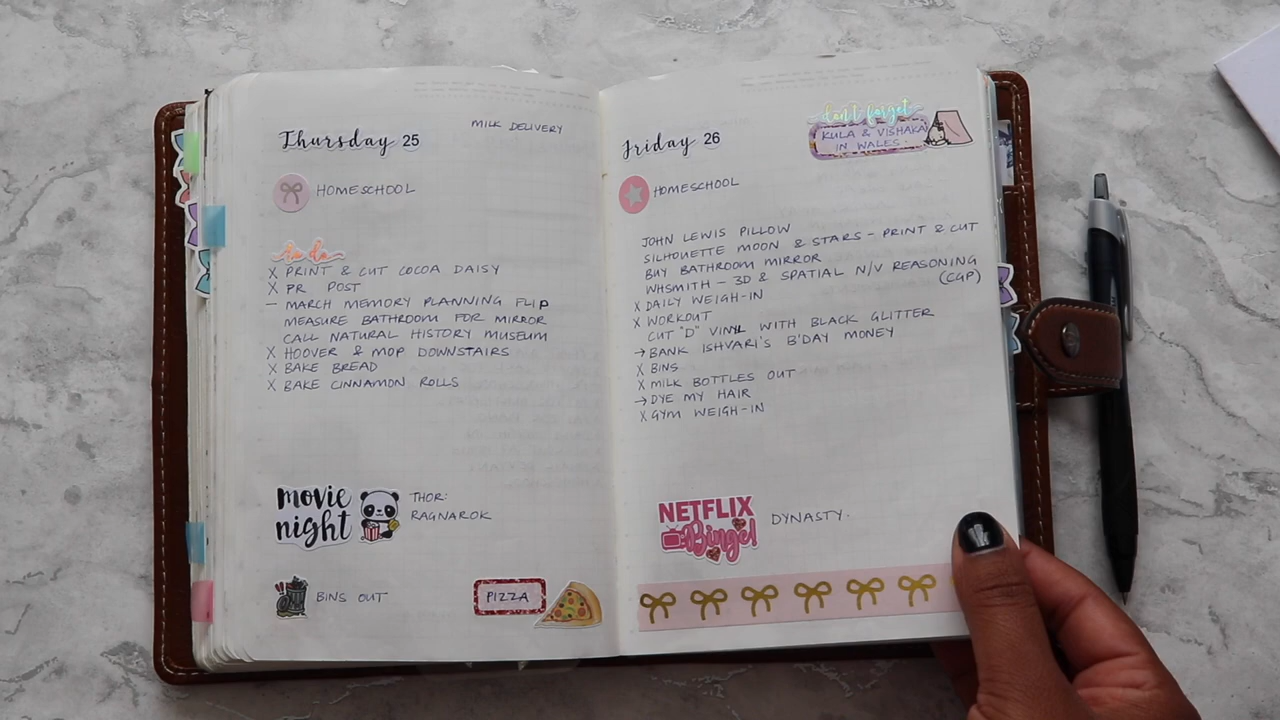 Thursday 25
MILK DELIVERY
HOMESCHOOL
to do
X PRINT & CUT COCOA DAISY
X PR POST
– MARCH MEMORY PLANNING FLIP
MEASURE BATHROOM FOR MIRROR
CALL NATURAL HISTORY MUSEUM
X HOOVER & MOP DOWNSTAIRS
X BAKE BREAD
X BAKE CINNAMON ROLLS
movie
night
THOR:
RAGNAROK
BINS OUT
PIZZA
Friday 26
don't forget
KULA & VISHAKA
IN WALES.
HOMESCHOOL
JOHN LEWIS PILLOW
SILHOUETTE MOON & STARS – PRINT & CUT
BUY BATHROOM MIRROR
WHSMITH – 3D & SPATIAL N/V REASONING
(CGP)
X DAILY WEIGH-IN
X WORKOUT
CUT "D" VINYL WITH BLACK GLITTER
→ BANK ISHVARI'S B'DAY MONEY
X BINS
X MILK BOTTLES OUT
→ DYE MY HAIR
X GYM WEIGH-IN
NETFLIX
Binge!
DYNASTY.